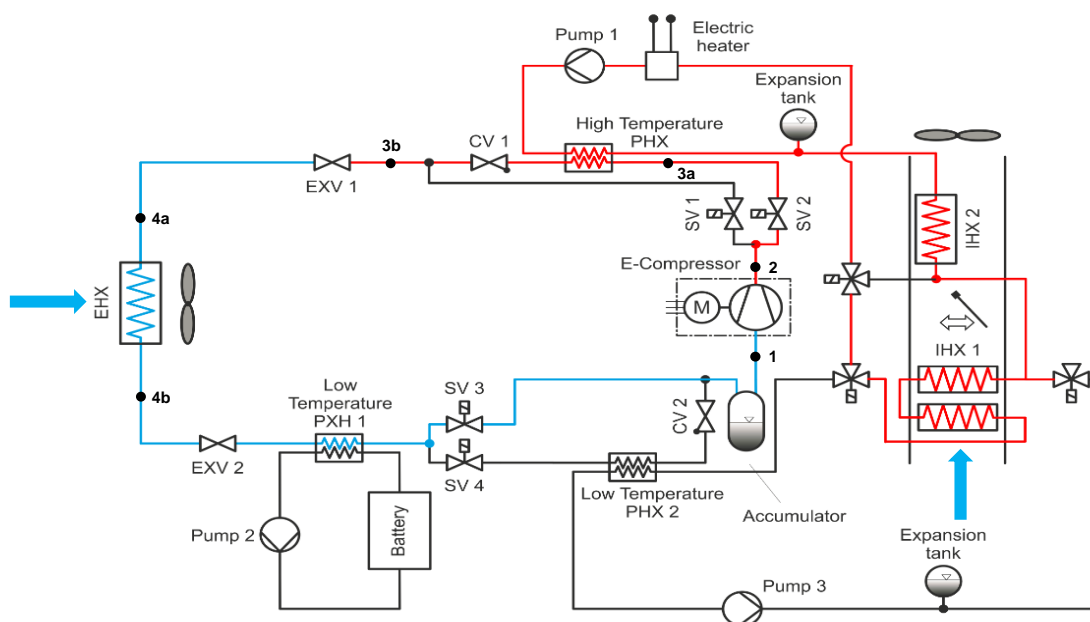 Pump 1
Electric
heater
Expansion
tank
3b
CV 1
High Temperature
PHX
3a
EXV 1
SV 1
SV 2
4a
IHX 2
E-Compressor
2
M
EHX
IHX 1
1
4b
Low
Temperature
PXH 1
SV 3
CV 2
EXV 2
SV 4
Low Temperature
PHX 2
Accumulator
Battery
Pump 2
Expansion
tank
Pump 3